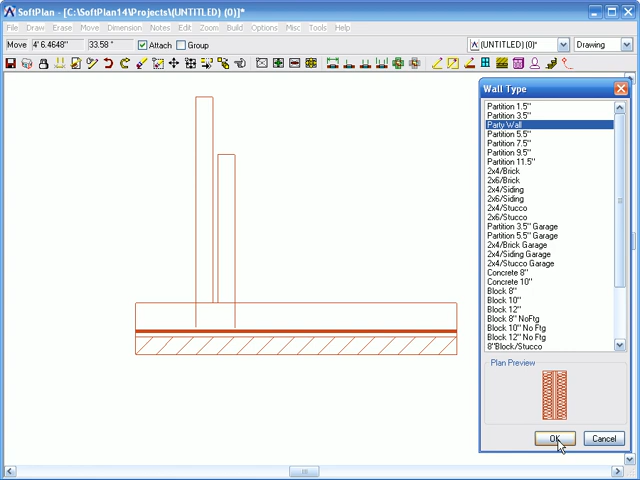 SoftPlan - [C:\SoftPlan14\Projects\(UNTITLED) (0)]*
File Draw Erase Move Dimension Notes Edit Zoom Build Options Misc Tools Help
Move 4' 6.4648" 33.58 ° Attach Group (UNTITLED) (0)* Drawing
Wall Type
Partition 1.5"
Partition 3.5"
Party Wall
Partition 5.5"
Partition 7.5"
Partition 9.5"
Partition 11.5"
2x4/Brick
2x6/Brick
2x4/Siding
2x6/Siding
2x4/Stucco
2x6/Stucco
Partition 3.5" Garage
Partition 5.5" Garage
2x4/Brick Garage
2x4/Siding Garage
2x4/Stucco Garage
Concrete 8"
Concrete 10"
Block 8"
Block 10"
Block 12"
Block 8" NoFtg
Block 10" No Ftg
Block 12" No Ftg
8"Block/Stucco
Plan Preview
OK Cancel